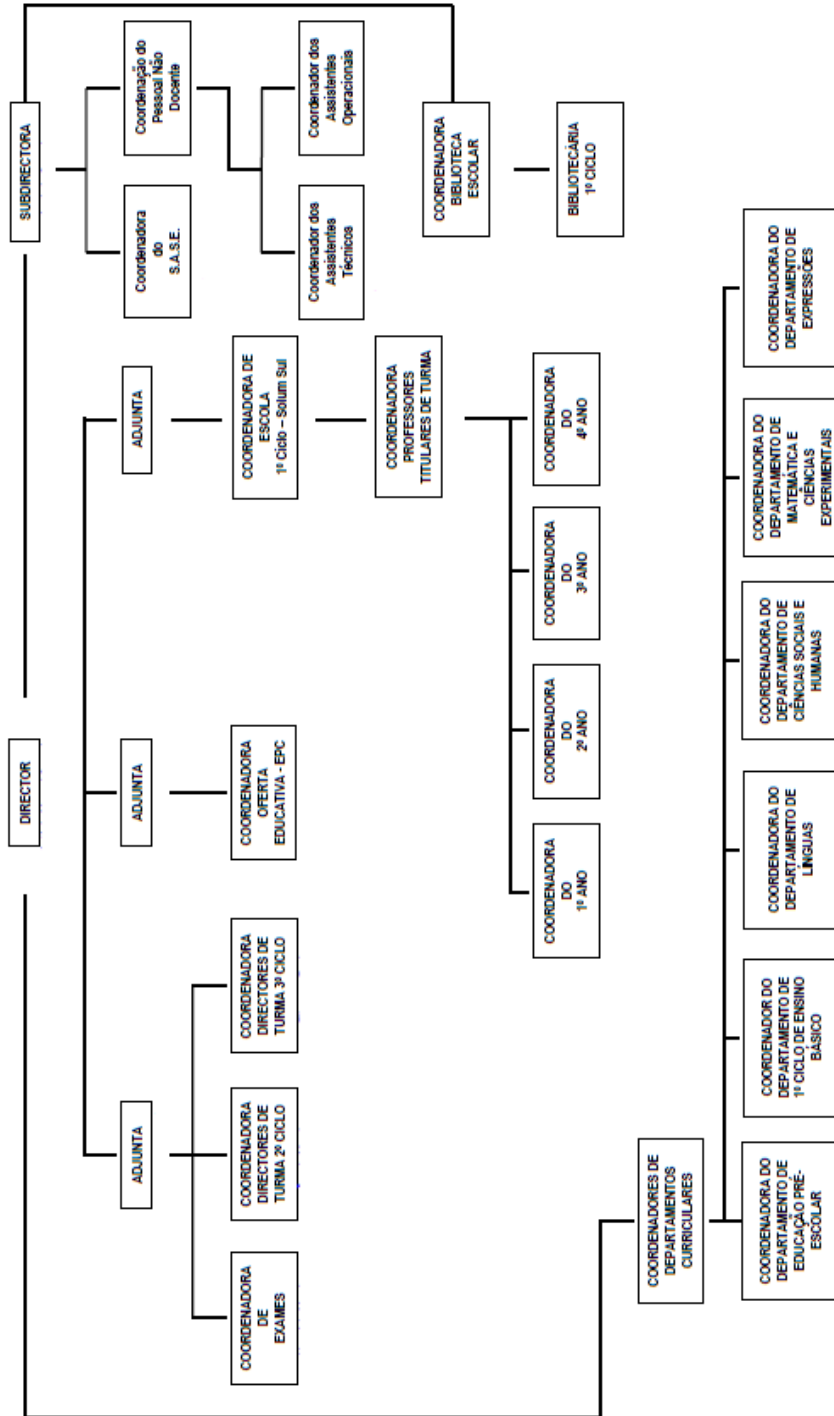 DIRECTOR
SUBDIRECTORA
ADJUNTA
ADJUNTA
ADJUNTA
Coordenadora
do
S.A.S.E.
Coordenação do
Pessoal Não
Docente
COORDENADORA
DE
EXAMES
COORDENADORA
DIRECTORES DE
TURMA 2º CICLO
COORDENADORA
DIRECTORES DE
TURMA 3º CICLO
COORDENADORA
OFERTA
EDUCATIVA - EPC
COORDENADORA DE
ESCOLA
1º Ciclo – Solum Sul
Coordenador dos
Assistentes
Técnicos
Coordenador dos
Assistentes
Operacionais
COORDENADORA
PROFESSORES
TITULARES DE TURMA
COORDENADORA
BIBLIOTECA
ESCOLAR
COORDENADORA
DO
1º ANO
COORDENADORA
DO
2º ANO
COORDENADORA
DO
3º ANO
COORDENADORA
DO
4º ANO
BIBLIOTECÁRIA
1º CICLO
COORDENADORES DE
DEPARTAMENTOS
CURRICULARES
COORDENADORA DO
DEPARTAMENTO DE
EDUCAÇÃO PRÉ-
ESCOLAR
COORDENADOR DO
DEPARTAMENTO DE
1º CICLO DE ENSINO
BÁSICO
COORDENADORA DO
DEPARTAMENTO DE
LÍNGUAS
COORDENADORA DO
DEPARTAMENTO DE
CIÊNCIAS SOCIAIS E
HUMANAS
COORDENADORA DO
DEPARTAMENTO DE
MATEMÁTICA E
CIÊNCIAS
EXPERIMENTAIS
COORDENADORA DO
DEPARTAMENTO DE
EXPRESSÕES